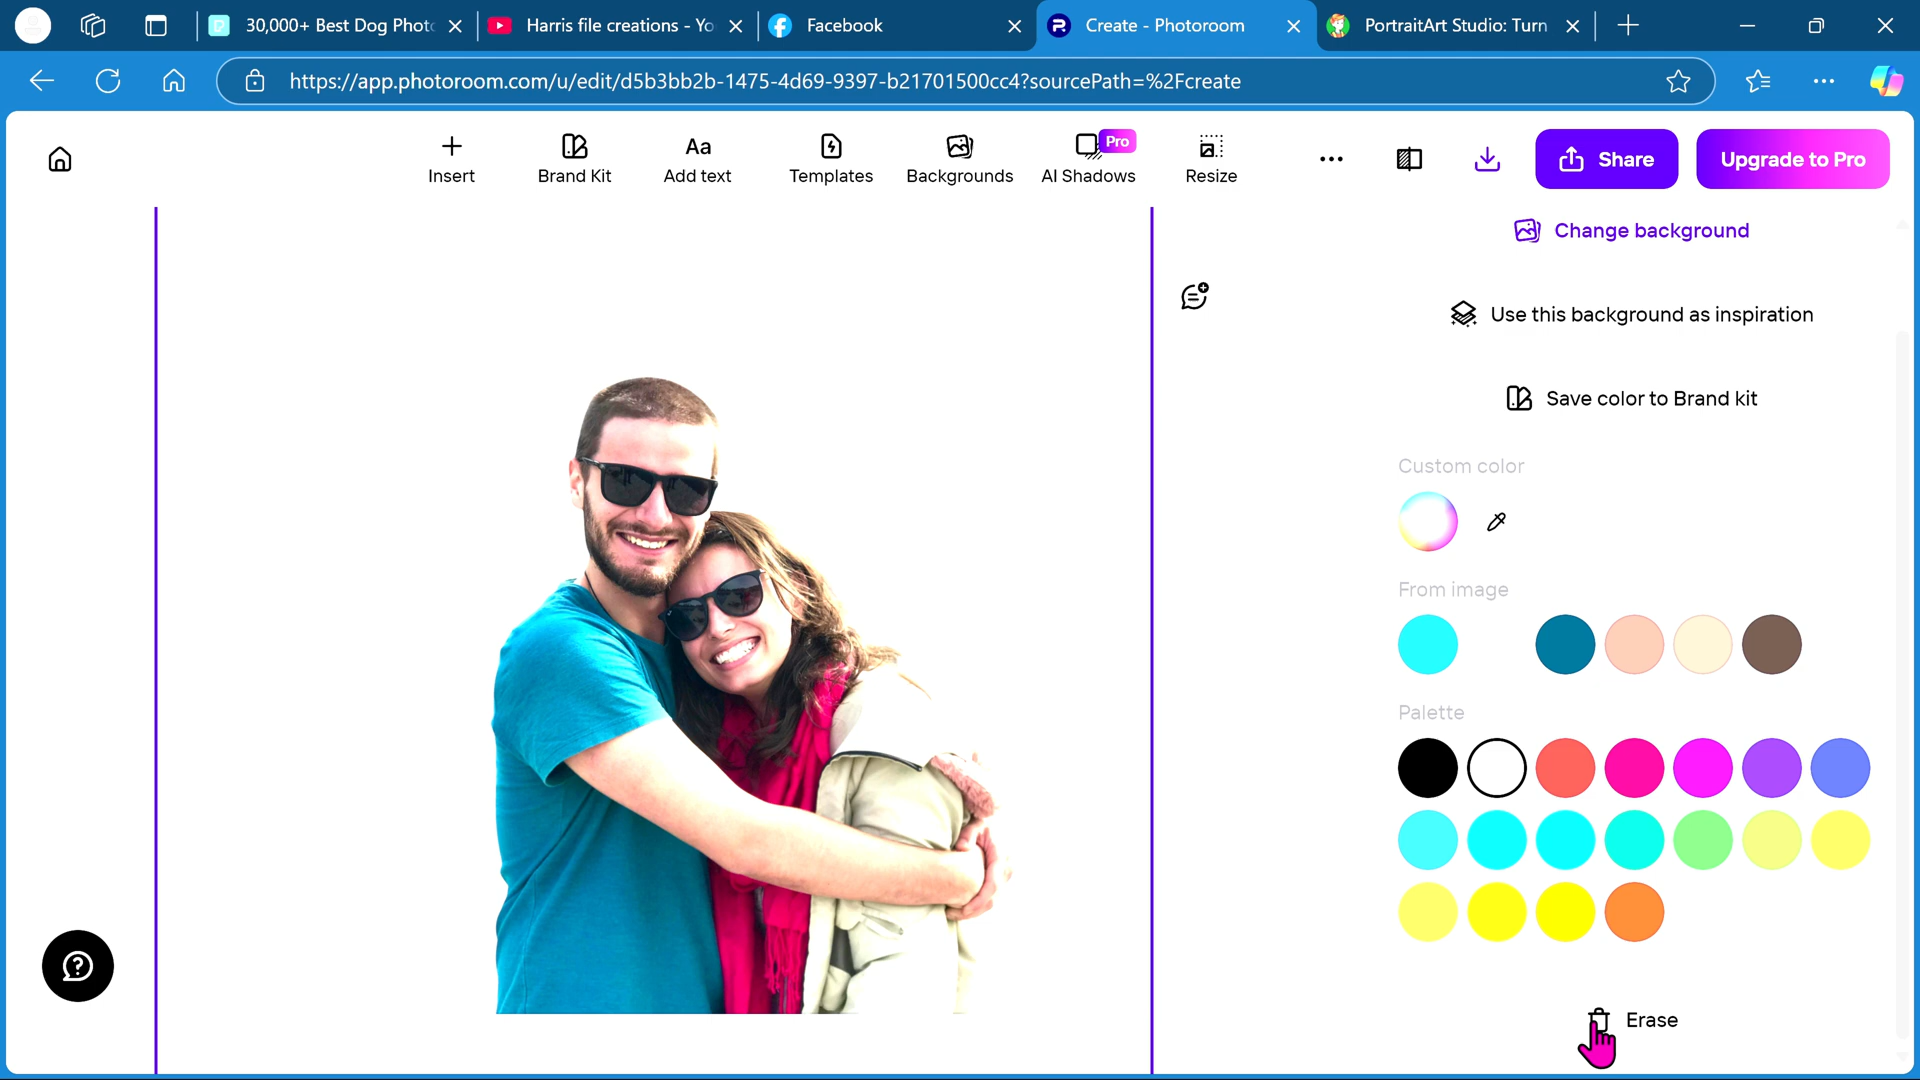 30,000+ Best Dog Phot
Harris file creations - Yo
Facebook
Create - Photoroom
PortraitArt Studio: Turn
https://app.photoroom.com/u/edit/d5b3bb2b-1475-4d69-9397-b21701500cc4?sourcePath=%2Fcreate
Insert
Brand Kit
Aa
Add text
Templates
Backgrounds
Pro
AI Shadows
Resize
Share
Upgrade to Pro
Change background
Use this background as inspiration
Save color to Brand kit
Custom color
From image
Palette
Erase